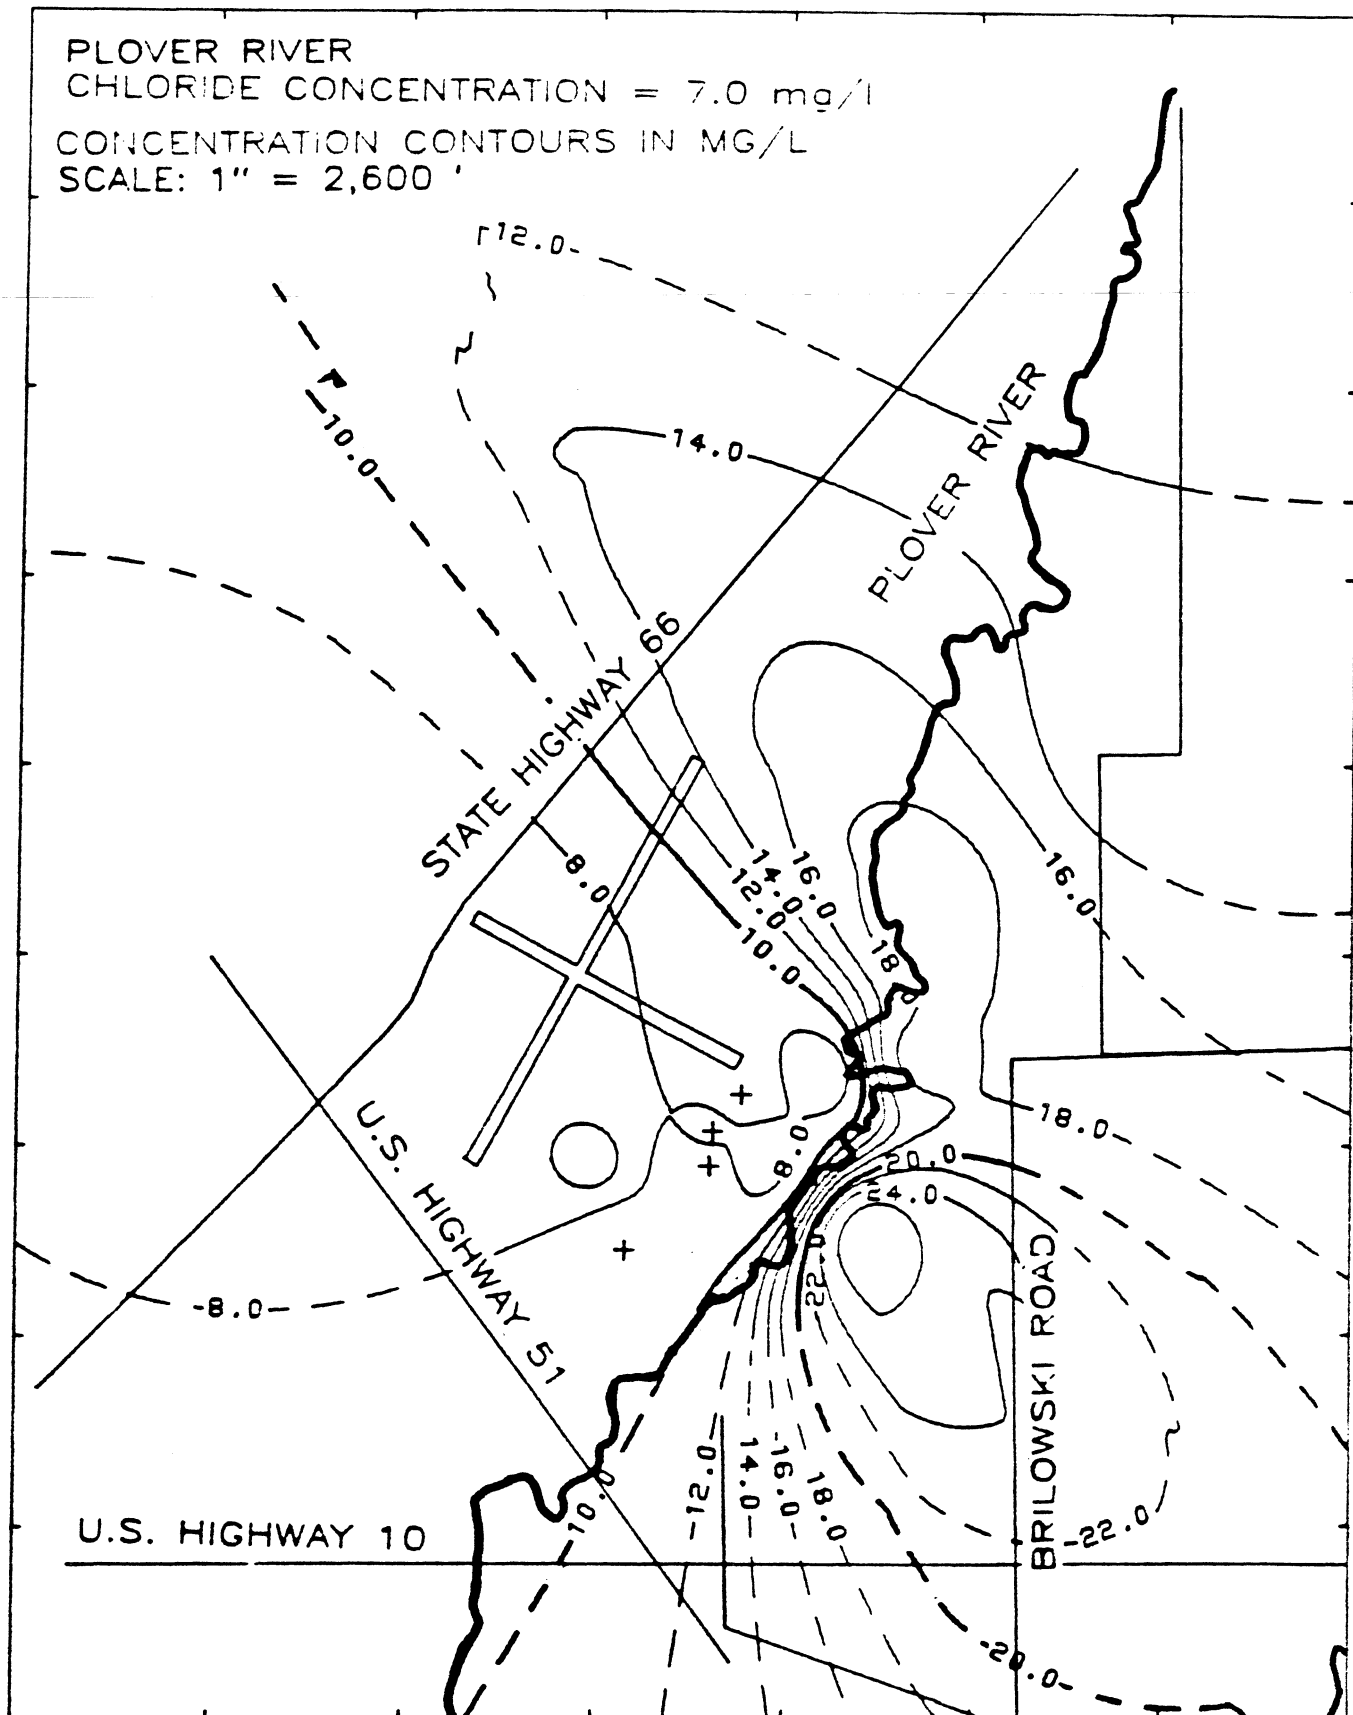 PLOVER RIVER
CHLORIDE CONCENTRATION = 7.0 mg/l
CONCENTRATION CONTOURS IN MG/L
SCALE: 1" = 2,600 '
12.0
10.0
14.0
PLOVER RIVER
STATE HIGHWAY 66
8.0
14.0
16.0
12.0
10.0
16.0
18
18.0
U.S. HIGHWAY 51
8.0
20.0
24.0
22.0
8.0
BRILOWSKI ROAD
12.0
14.0
16.0
18.0
10.0
22.0
U.S. HIGHWAY 10
20.0